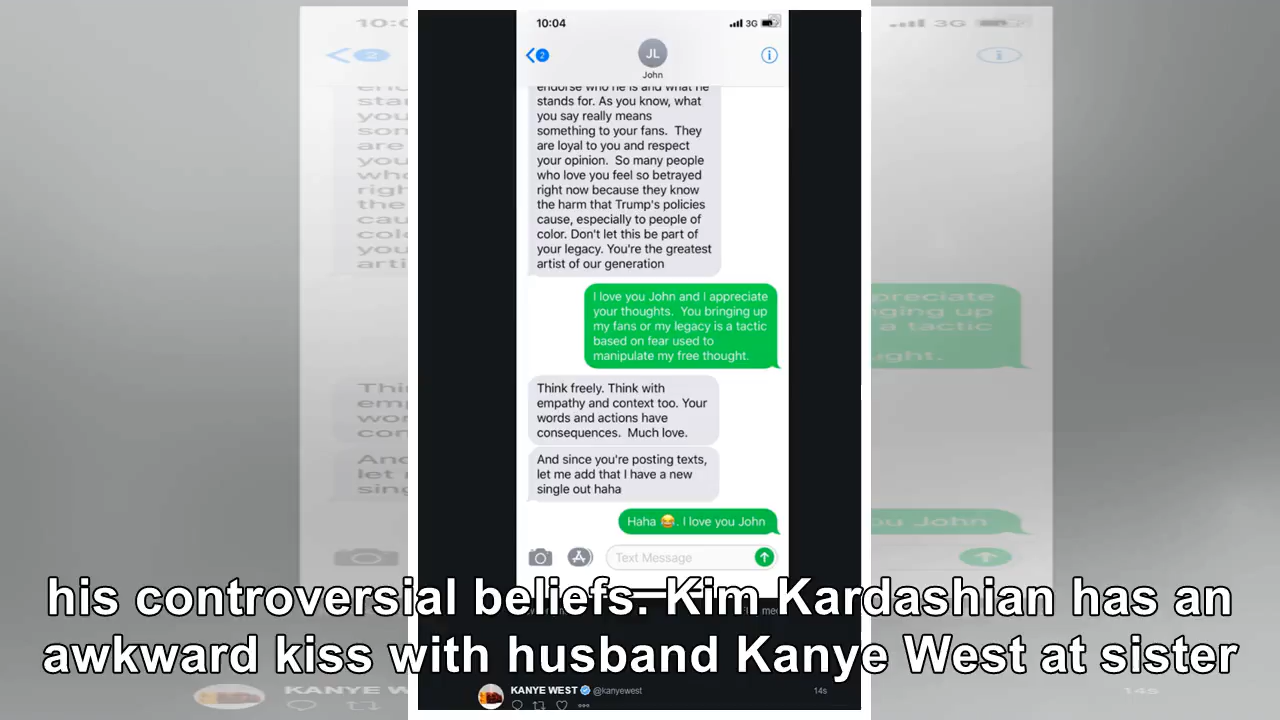 10:04
3G
2
JL
John
endorse who he is and what he
stands for. As you know, what
you say really means
something to your fans. They
are loyal to you and respect
your opinion. So many people
who love you feel so betrayed
right now because they know
the harm that Trump's policies
cause, especially to people of
color. Don't let this be part of
your legacy. You're the greatest
artist of our generation
I love you John and I appreciate
your thoughts. You bringing up
my fans or my legacy is a tactic
based on fear used to
manipulate my free thought.
Think freely. Think with
empathy and context too. Your
words and actions have
consequences. Much love.
And since you're posting texts,
let me add that I have a new
single out haha
Haha 😂. I love you John
Text Message
his controversial beliefs. Kim Kardashian has an
awkward kiss with husband Kanye West at sister
KANYE WEST @kanyewest 14s